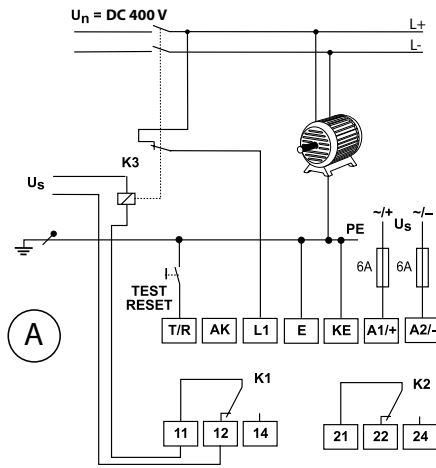 Un = DC 400 V
L+
L-
K3
Us
PE
~/+ Us ~/–
6A 6A
TEST
RESET
A
T/R AK L1 E KE A1/+ A2/–
K1 K2
11 12 14 21 22 24